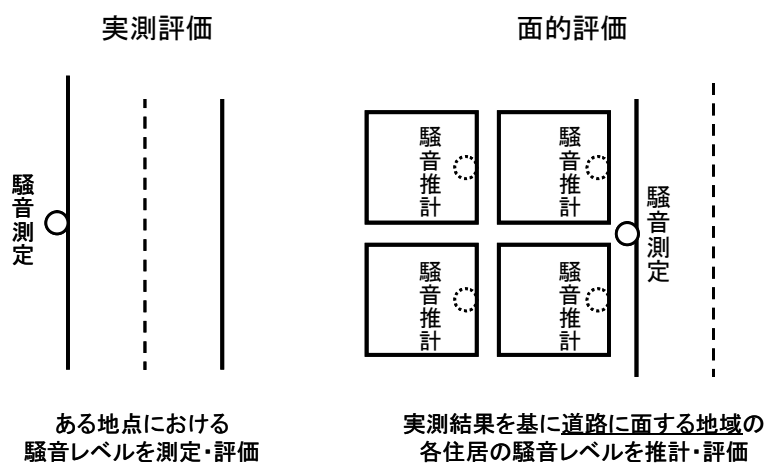 実測評価
騒音測定
ある地点における
騒音レベルを測定・評価
面的評価
騒音推計
騒音推計
騒音推計
騒音推計
騒音測定
実測結果を基に道路に面する地域の
各住居の騒音レベルを推計・評価